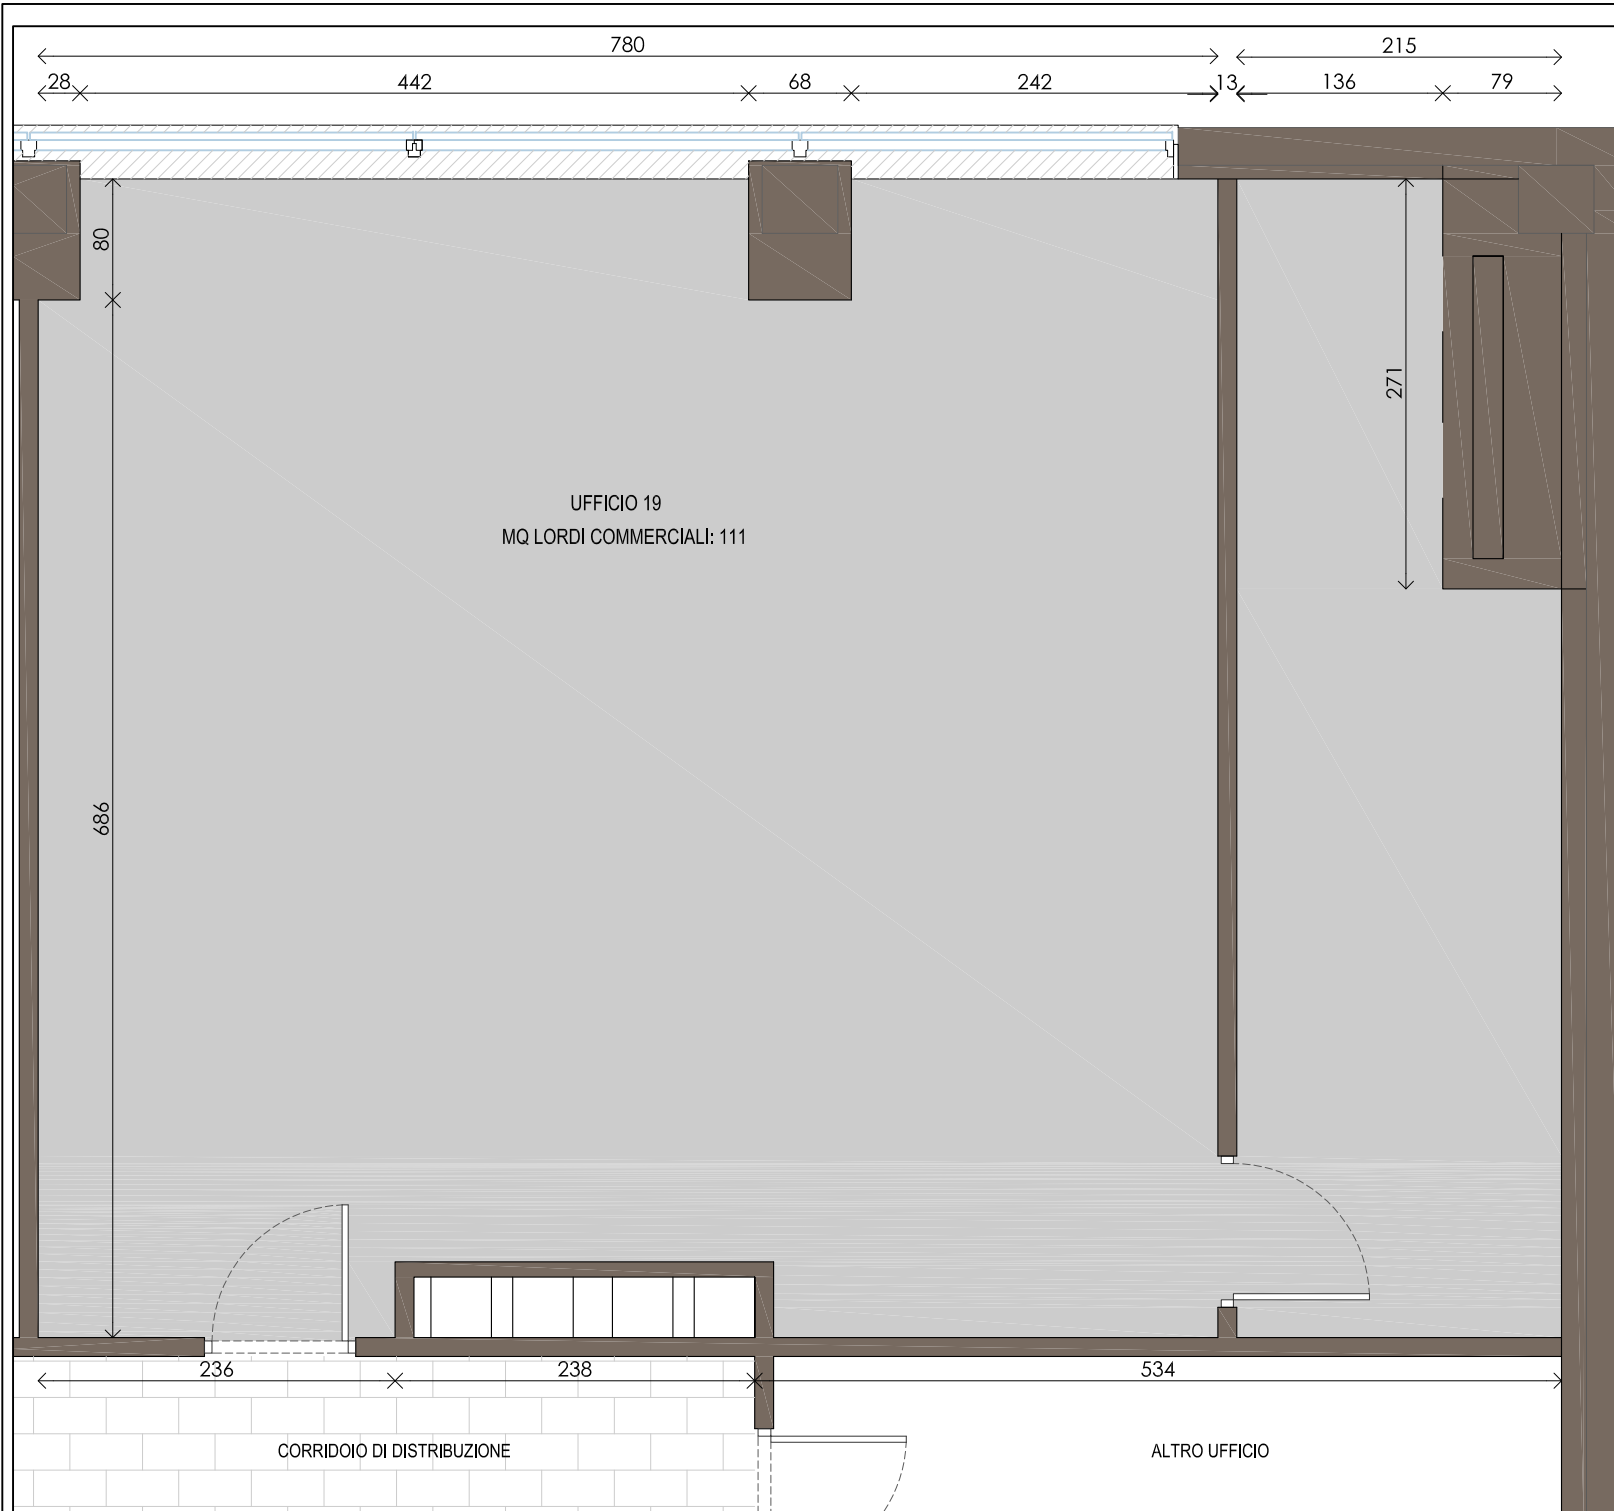 780 215
28 442 68 242 13 136 79
80
271
UFFICIO 19
MQ LORDI COMMERCIALI: 111
686
236 238 534
CORRIDOIO DI DISTRIBUZIONE ALTRO UFFICIO